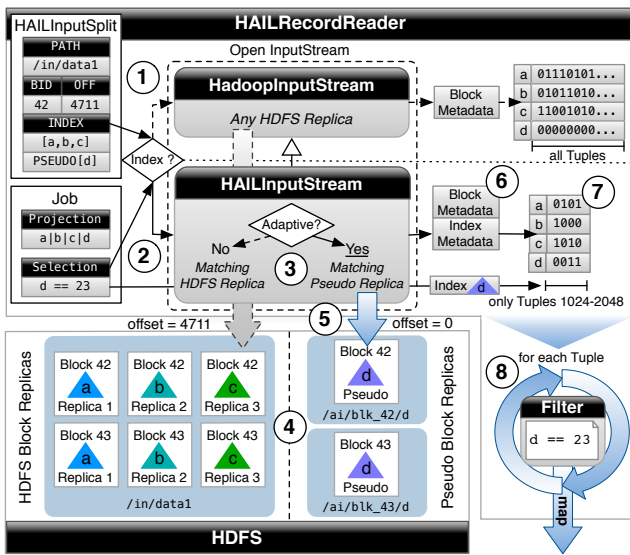 HAILRecordReader
HAILInputSplit
PATH
/in/data1
BID OFF
42 4711
INDEX
[a,b,c]
PSEUDO[d]
Job
Projection
a|b|c|d
Selection
d == 23
Index ?
Open InputStream
1
HadoopInputStream
Any HDFS Replica
Block
Metadata
a 01110101...
b 01011010...
c 11001010...
d 00000000...
all Tuples
2
HAILInputStream
Adaptive?
No
Yes
3
Matching
HDFS Replica
Matching
Pseudo Replica
6
Block
Metadata
Index
Metadata
7
a 0101
b 1000
c 1010
d 0011
Index d
only Tuples 1024-2048
offset = 4711
5
offset = 0
HDFS Block Replicas
Block 42
a
Replica 1
Block 42
b
Replica 2
Block 42
c
Replica 3
Block 43
a
Replica 1
Block 43
b
Replica 2
Block 43
c
Replica 3
/in/data1
4
Block 42
d
Pseudo
/ai/blk_42/d
Block 43
d
Pseudo
/ai/blk_43/d
Pseudo Block Replicas
HDFS
for each Tuple
8
Filter
d == 23
map